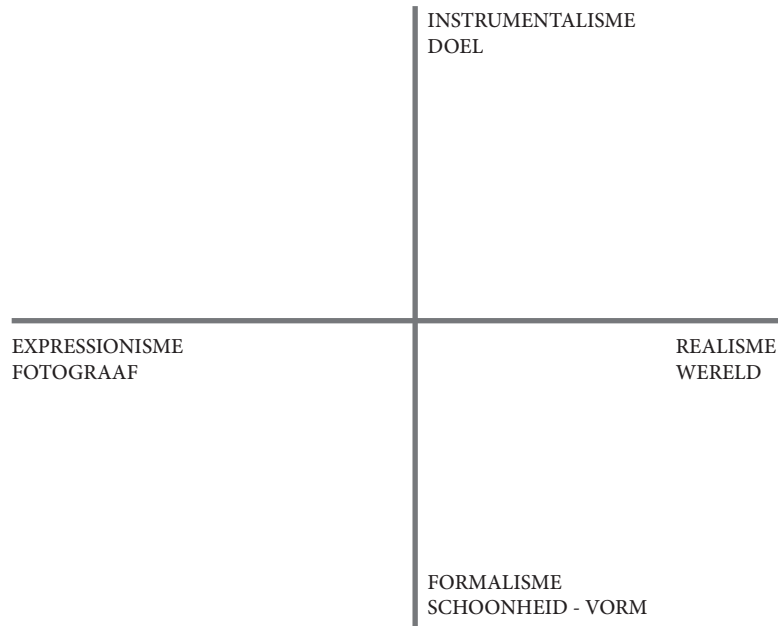 INSTRUMENTALISME
DOEL
EXPRESSIONISME
FOTOGRAAF
REALISME
WERELD
FORMALISME
SCHOONHEID - VORM